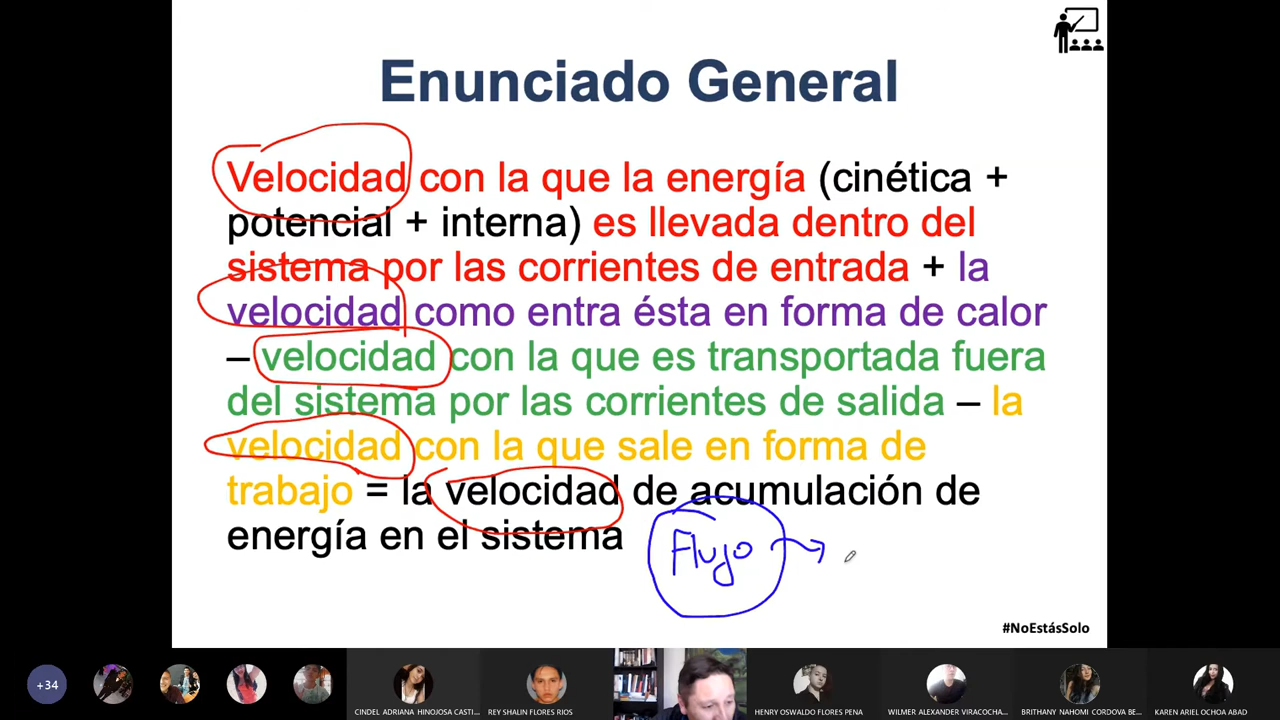 Enunciado General
Velocidad con la que la energía (cinética +
potencial + interna) es llevada dentro del
sistema por las corrientes de entrada + la
velocidad como entra ésta en forma de calor
– velocidad con la que es transportada fuera
del sistema por las corrientes de salida – la
velocidad con la que sale en forma de
trabajo = la velocidad de acumulación de
energía en el sistema
Flujo
#NoEstásSolo
+34
CINDEL ADRIANA HINOJOSA CASTI...
REY SHALIN FLORES RIOS
HENRY OSWALDO FLORES PENA
WILMER ALEXANDER VIRACOCHA...
BRITHANY NAHOMI CORDOVA BE...
KAREN ARIEL OCHOA ABAD